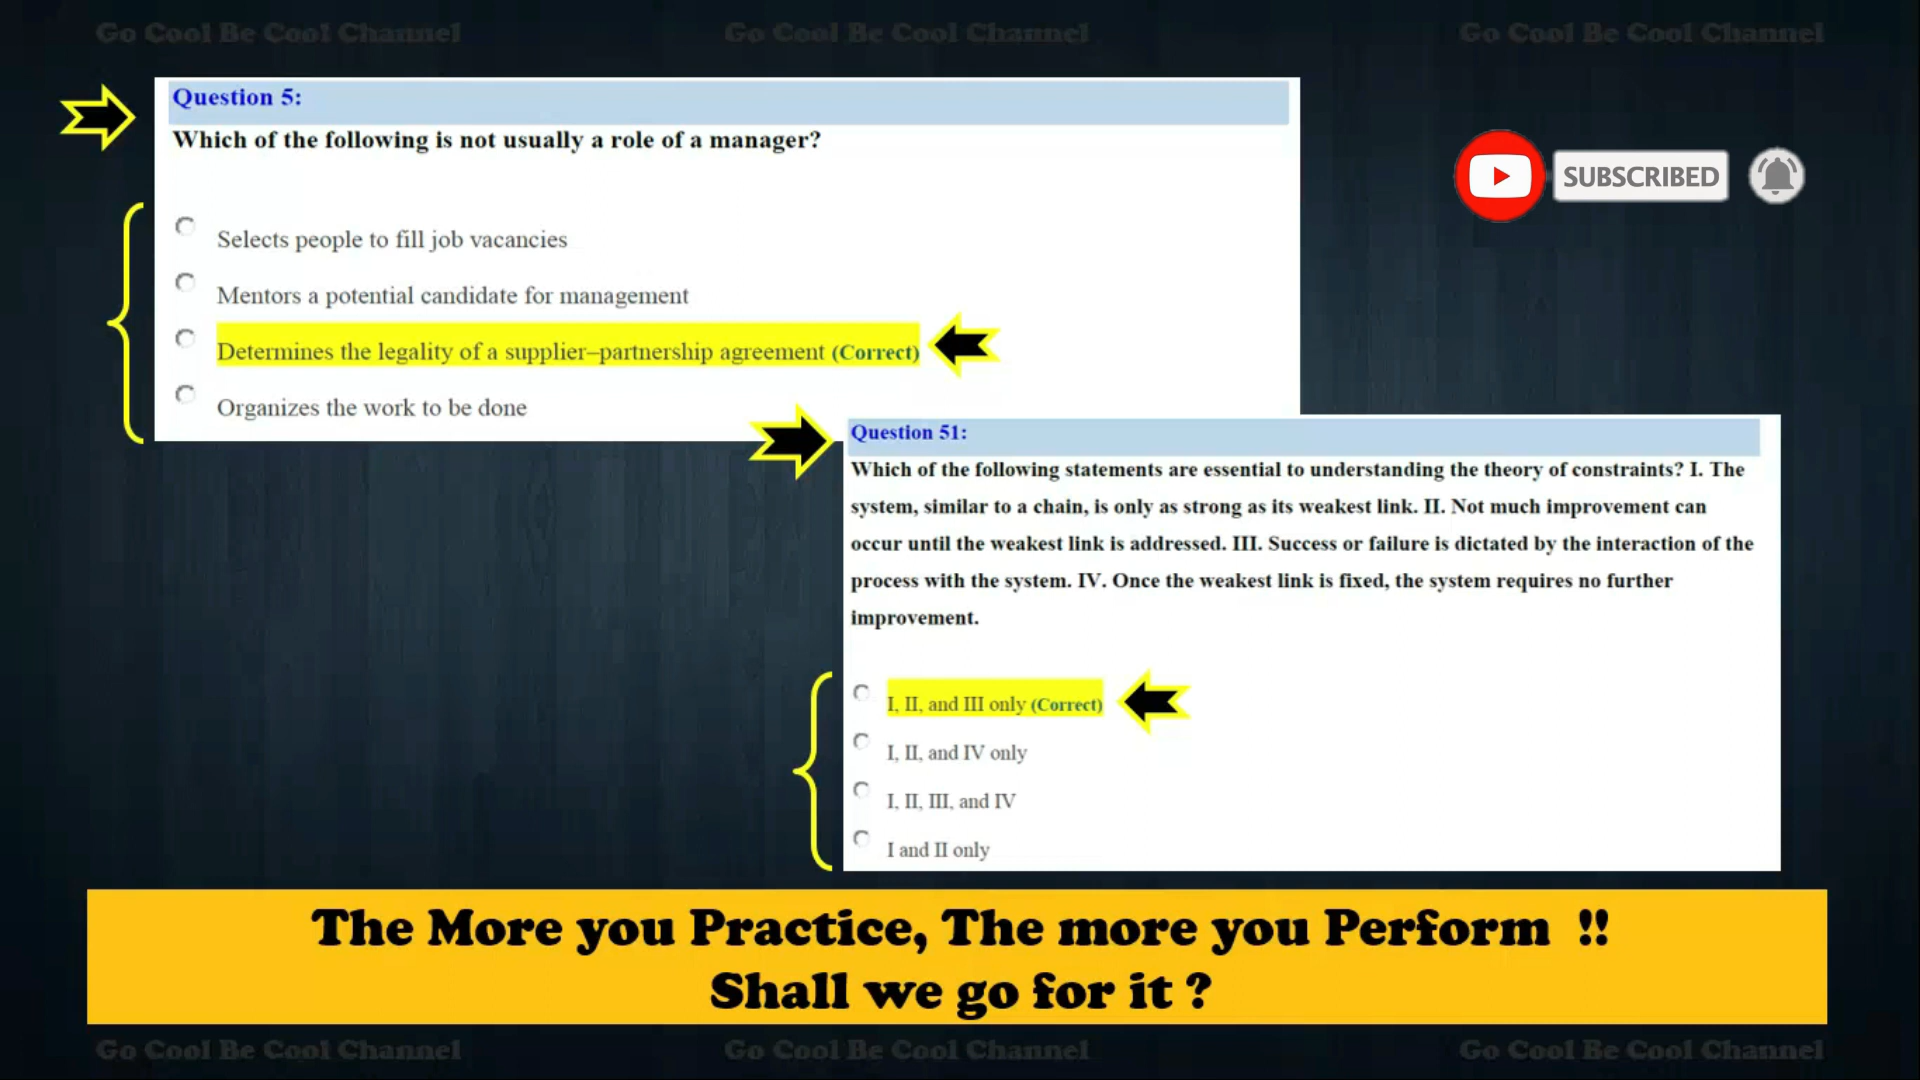 Go Cool Be Cool Channel
Go Cool Be Cool Channel
Go Cool Be Cool Channel
Question 5:
Which of the following is not usually a role of a manager?
Selects people to fill job vacancies
Mentors a potential candidate for management
Determines the legality of a supplier–partnership agreement (Correct)
Organizes the work to be done
SUBSCRIBED
Question 51:
Which of the following statements are essential to understanding the theory of constraints? I. The
system, similar to a chain, is only as strong as its weakest link. II. Not much improvement can
occur until the weakest link is addressed. III. Success or failure is dictated by the interaction of the
process with the system. IV. Once the weakest link is fixed, the system requires no further
improvement.
I, II, and III only (Correct)
I, II, and IV only
I, II, III, and IV
I and II only
The More you Practice, The more you Perform !!
Shall we go for it ?
Go Cool Be Cool Channel
Go Cool Be Cool Channel
Go Cool Be Cool Channel